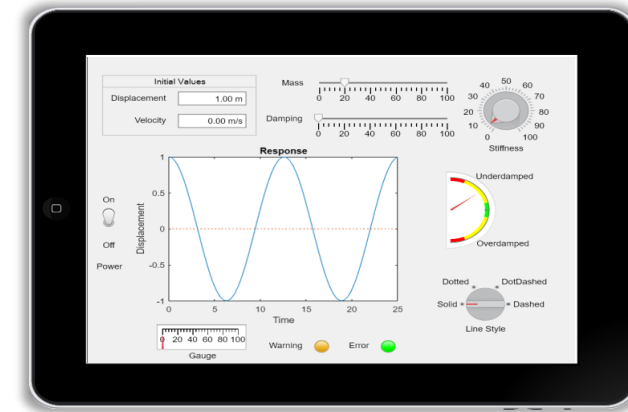 Initial Values
Displacement 1.00 m
Velocity 0.00 m/s
Mass
0 20 40 60 80 100
Damping
0 20 40 60 80 100
0 10 20 30 40 50 60 70 80 90 100
Stiffness
Response
Displacement
1
0.5
0
-0.5
-1
0 5 10 15 20 25
Time
On
Off
Power
Underdamped
Overdamped
Dotted DotDashed
Solid Dashed
Line Style
0 20 40 60 80 100
Gauge
Warning Error